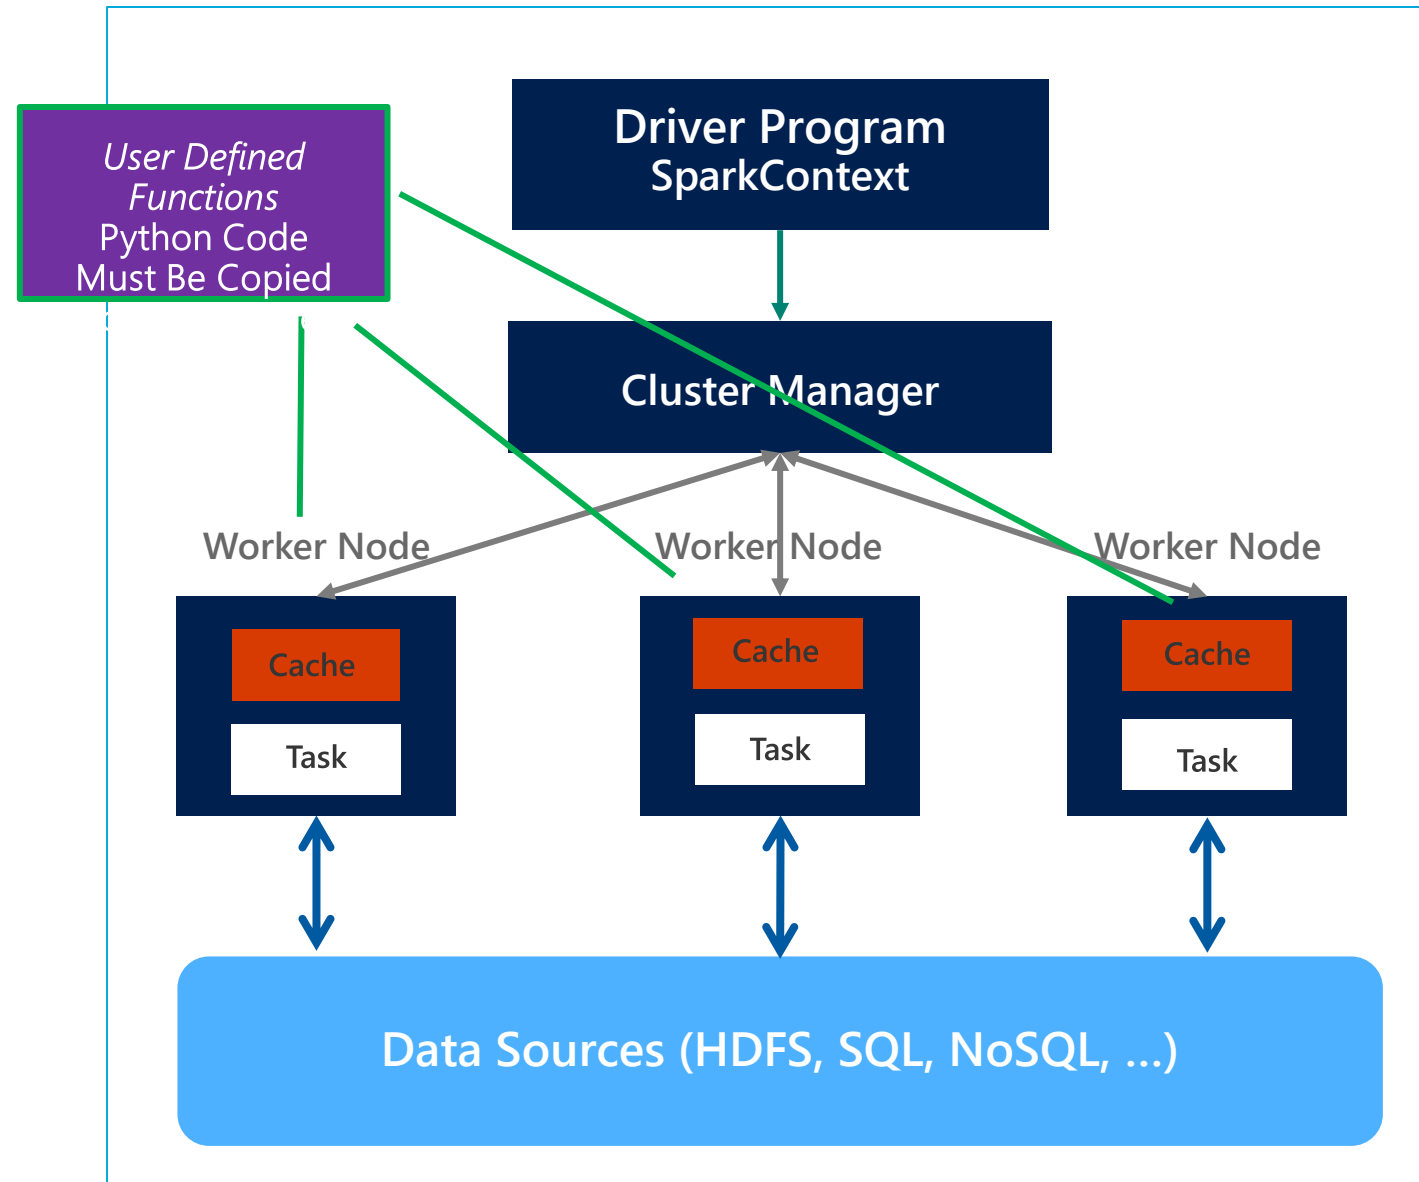 Driver Program
SparkContext
User Defined
Functions
Python Code
Must Be Copied
Cluster Manager
Worker Node
Worker Node
Worker Node
Cache
Cache
Cache
Task
Task
Task
Data Sources (HDFS, SQL, NoSQL, …)